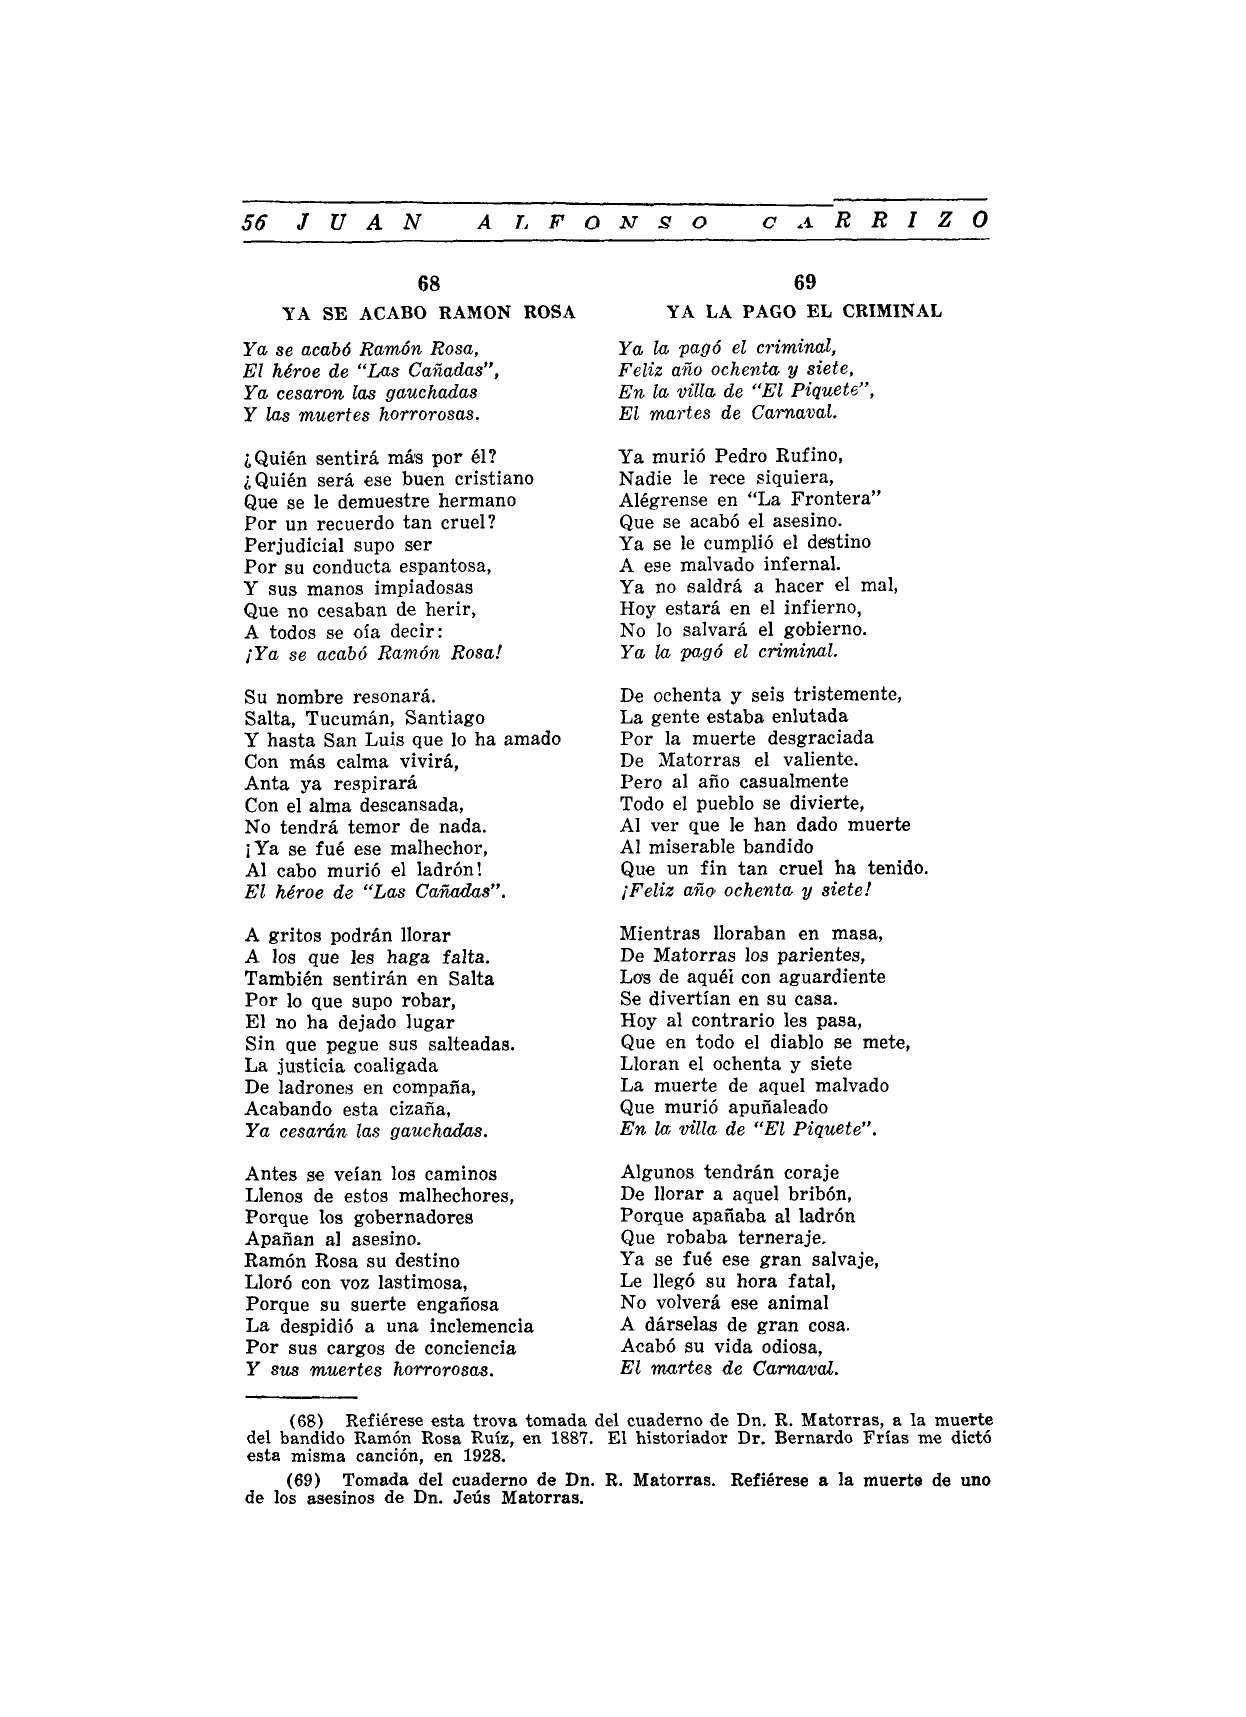 56 JUAN ALFONSO CARRIZO
68
YA SE ACABO RAMON ROSA
Ya se acabó Ramón Rosa,
El héroe de “Las Cañadas”,
Ya cesaron las gauchadas
Y las muertes horrorosas.
¿Quién sentirá más por él?
¿Quién será ese buen cristiano
Que se le demuestre hermano
Por un recuerdo tan cruel?
Perjudicial supo ser
Por su conducta espantosa,
Y sus manos impiadosas
Que no cesaban de herir,
A todos se oía decir:
¡Ya se acabó Ramón Rosa!
Su nombre resonará.
Salta, Tucumán, Santiago
Y hasta San Luis que lo ha amado
Con más calma vivirá,
Anta ya respirará
Con el alma descansada,
No tendrá temor de nada.
¡Ya se fué ese malhechor,
Al cabo murió el ladrón!
El héroe de “Las Cañadas”.
A gritos podrán llorar
A los que les haga falta.
También sentirán en Salta
Por lo que supo robar,
El no ha dejado lugar
Sin que pegue sus salteadas.
La justicia coaligada
De ladrones en compaña,
Acabando esta cizaña,
Ya cesarán las gauchadas.
Antes se veían los caminos
Llenos de estos malhechores,
Porque los gobernadores
Apañan al asesino.
Ramón Rosa su destino
Lloró con voz lastimosa,
Porque su suerte engañosa
La despidió a una inclemencia
Por sus cargos de conciencia
Y sus muertes horrorosas.
69
YA LA PAGO EL CRIMINAL
Ya la pagó el criminal,
Feliz año ochenta y siete,
En la villa de “El Piquete”,
El martes de Carnaval.
Ya murió Pedro Rufino,
Nadie le rece siquiera,
Alégrense en “La Frontera”
Que se acabó el asesino.
Ya se le cumplió el destino
A ese malvado infernal.
Ya no saldrá a hacer el mal,
Hoy estará en el infierno,
No lo salvará el gobierno.
Ya la pagó el criminal.
De ochenta y seis tristemente,
La gente estaba enlutada
Por la muerte desgraciada
De Matorras el valiente.
Pero al año casualmente
Todo el pueblo se divierte,
Al ver que le han dado muerte
Al miserable bandido
Que un fin tan cruel ha tenido.
¡Feliz año ochenta y siete!
Mientras lloraban en masa,
De Matorras los parientes,
Los de aquél con aguardiente
Se divertían en su casa.
Hoy al contrario les pasa,
Que en todo el diablo se mete,
Lloran el ochenta y siete
La muerte de aquel malvado
Que murió apuñaleado
En la villa de “El Piquete”.
Algunos tendrán coraje
De llorar a aquel bribón,
Porque apañaba al ladrón
Que robaba terneraje.
Ya se fué ese gran salvaje,
Le llegó su hora fatal,
No volverá ese animal
A dárselas de gran cosa.
Acabó su vida odiosa,
El martes de Carnaval.
(68) Refiérese esta trova tomada del cuaderno de Dn. R. Matorras, a la muerte
del bandido Ramón Rosa Ruíz, en 1887. El historiador Dr. Bernardo Frías me dictó
esta misma canción, en 1928.
(69) Tomada del cuaderno de Dn. R. Matorras. Refiérese a la muerte de uno
de los asesinos de Dn. Jeús Matorras.